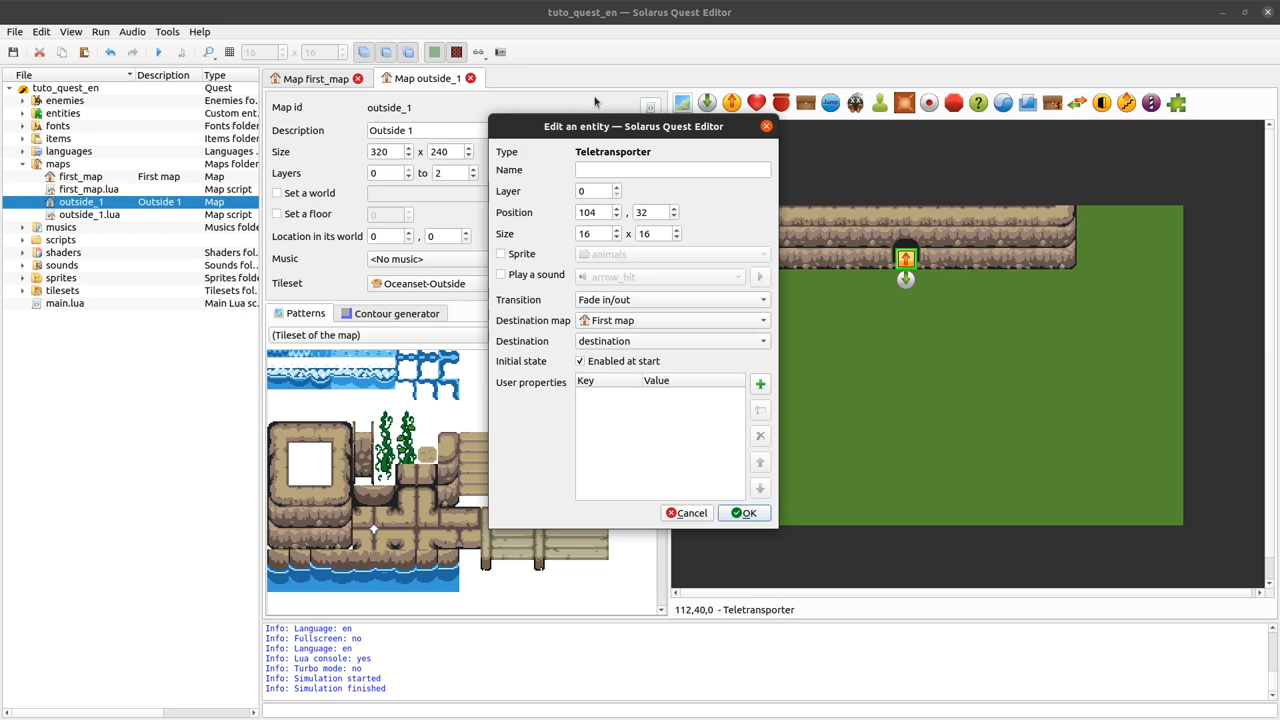 tuto_quest_en — Solarus Quest Editor
File Edit View Run Audio Tools Help
16 x 16
File Description Type
tuto_quest_en Quest
enemies Enemies fo...
entities Custom ent...
fonts Fonts folder
items Items folder
languages Languages ...
maps Maps folder
first_map First map Map
first_map.lua Map script
outside_1 Outside 1 Map
outside_1.lua Map script
musics Musics folder
scripts Folder
shaders Shaders fol...
sounds Sounds fol...
sprites Sprites folder
tilesets Tilesets folder
main.lua Main Lua sc...
Map first_map Map outside_1
Map id outside_1
Description Outside 1
Size 320 x 240
Layers 0 to 2
Set a world
Set a floor 0
Location in its world 0 , 0
Music <No music>
Tileset Oceanset-Outside
Patterns Contour generator
(Tileset of the map)
Edit an entity — Solarus Quest Editor
Type Teletransporter
Name
Layer 0
Position 104 , 32
Size 16 x 16
Sprite animals
Play a sound arrow_hit
Transition Fade in/out
Destination map First map
Destination destination
Initial state Enabled at start
User properties Key Value
Cancel OK
Jump
112,40,0 - Teletransporter
Info: Language: en
Info: Fullscreen: no
Info: Language: en
Info: Lua console: yes
Info: Turbo mode: no
Info: Simulation started
Info: Simulation finished